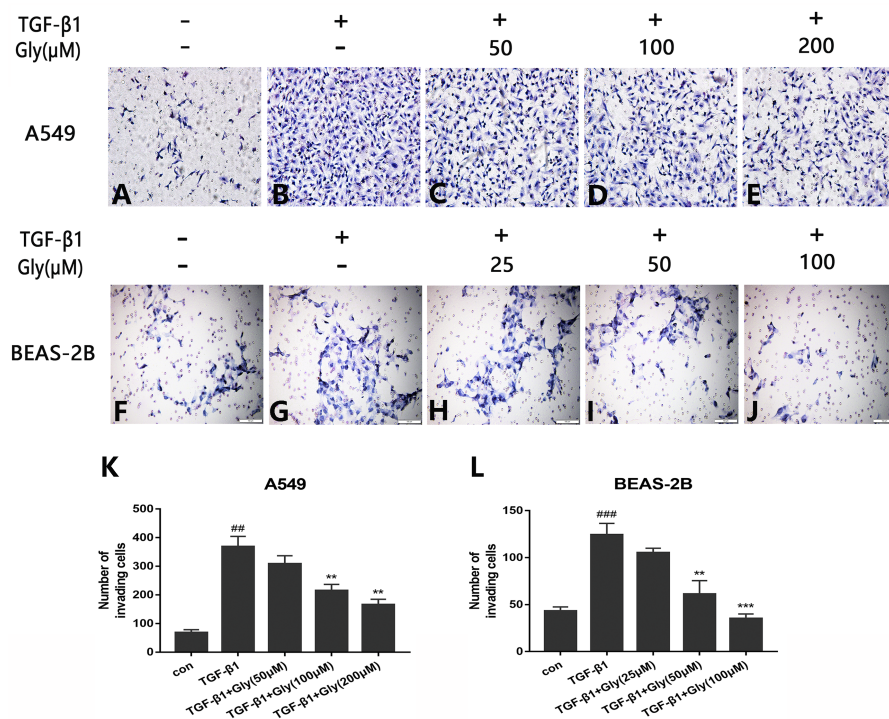 TGF-β1 - + + + +
Gly(μM) - - 50 100 200
A549
A B C D E
TGF-β1 - + + + +
Gly(μM) - - 25 50 100
BEAS-2B
F G H I J
K
A549
Number of
invading cells
500
400
300
200
100
0
##
**
**
con
TGF-β1
TGF-β1+Gly(50μM)
TGF-β1+Gly(100μM)
TGF-β1+Gly(200μM)
L
BEAS-2B
Number of
invading cells
150
100
50
0
###
**
***
con
TGF-β1
TGF-β1+Gly(25μM)
TGF-β1+Gly(50μM)
TGF-β1+Gly(100μM)